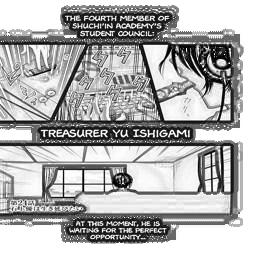 THE FOURTH MEMBER OF
SHUCHI'IN ACADEMY'S
STUDENT COUNCIL:
TREASURER YU ISHIGAMI
AT THIS MOMENT, HE IS
WAITING FOR THE PERFECT
OPPORTUNITY...